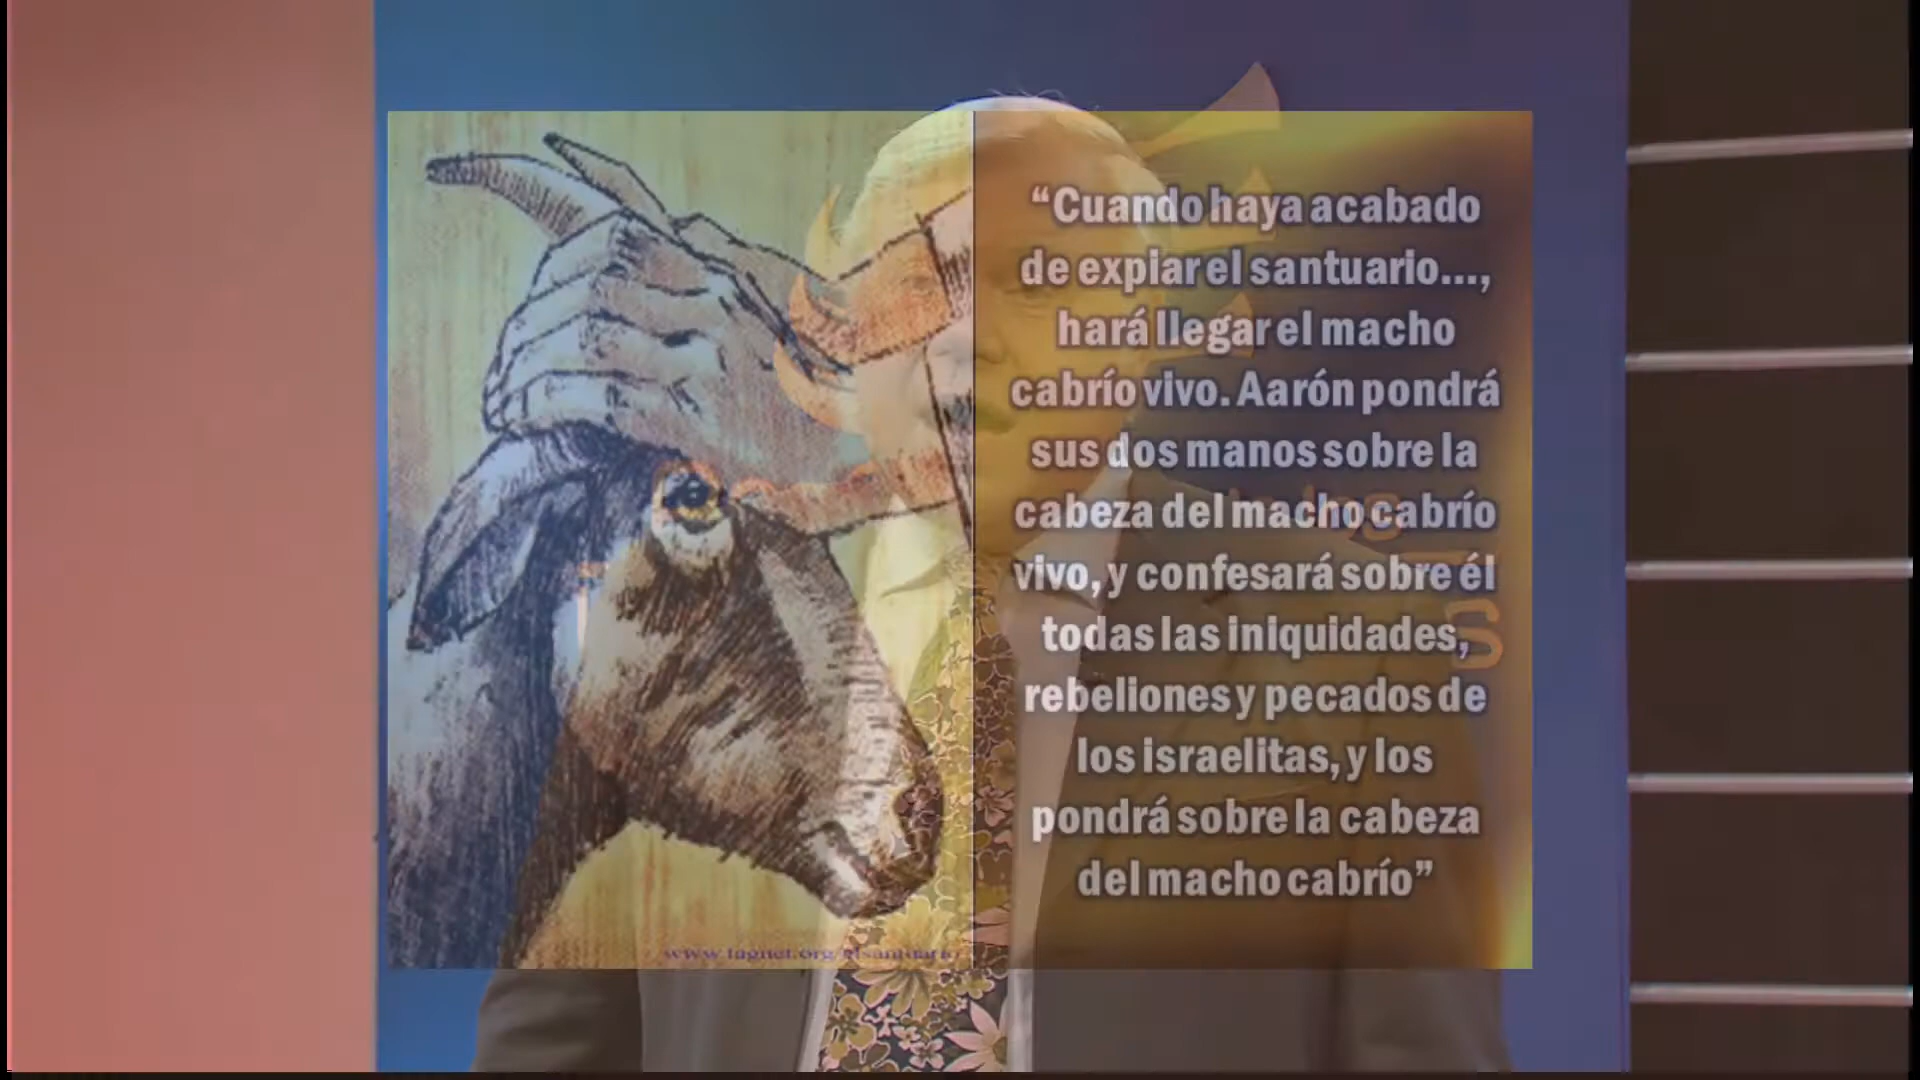 “Cuando haya acabado
de expiar el santuario...,
hará llegar el macho
cabrío vivo. Aarón pondrá
sus dos manos sobre la
cabeza del macho cabrío
vivo, y confesará sobre él
todas las iniquidades,
rebeliones y pecados de
los israelitas, y los
pondrá sobre la cabeza
del macho cabrío”